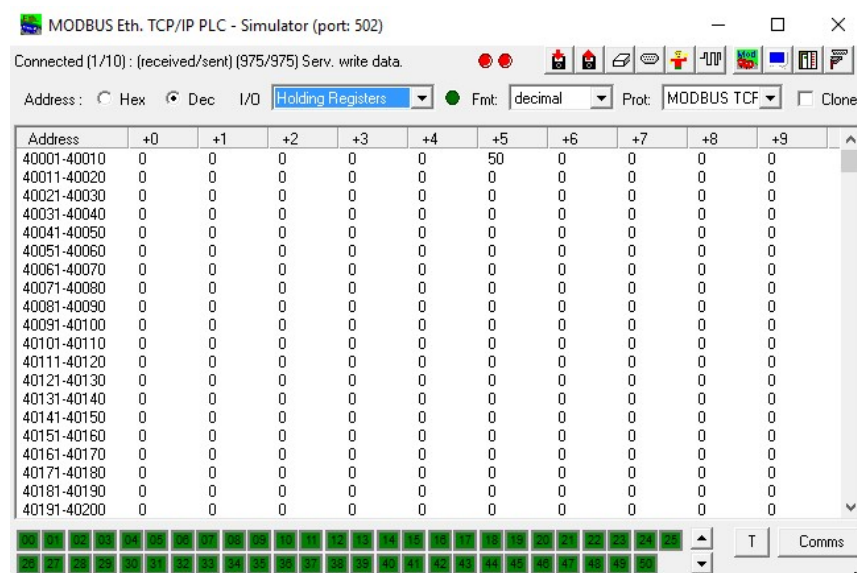 MODBUS Eth. TCP/IP PLC - Simulator (port: 502)
Connected (1/10) : (received/sent) (975/975) Serv. write data.
Address : Hex Dec I/O Holding Registers Fmt: decimal Prot: MODBUS TCP Clone
Address +0 +1 +2 +3 +4 +5 +6 +7 +8 +9
40001-40010 0 0 0 0 0 50 0 0 0 0
40011-40020 0 0 0 0 0 0 0 0 0 0
40021-40030 0 0 0 0 0 0 0 0 0 0
40031-40040 0 0 0 0 0 0 0 0 0 0
40041-40050 0 0 0 0 0 0 0 0 0 0
40051-40060 0 0 0 0 0 0 0 0 0 0
40061-40070 0 0 0 0 0 0 0 0 0 0
40071-40080 0 0 0 0 0 0 0 0 0 0
40081-40090 0 0 0 0 0 0 0 0 0 0
40091-40100 0 0 0 0 0 0 0 0 0 0
40101-40110 0 0 0 0 0 0 0 0 0 0
40111-40120 0 0 0 0 0 0 0 0 0 0
40121-40130 0 0 0 0 0 0 0 0 0 0
40131-40140 0 0 0 0 0 0 0 0 0 0
40141-40150 0 0 0 0 0 0 0 0 0 0
40151-40160 0 0 0 0 0 0 0 0 0 0
40161-40170 0 0 0 0 0 0 0 0 0 0
40171-40180 0 0 0 0 0 0 0 0 0 0
40181-40190 0 0 0 0 0 0 0 0 0 0
40191-40200 0 0 0 0 0 0 0 0 0 0
00 01 02 03 04 05 06 07 08 09 10 11 12 13 14 15 16 17 18 19 20 21 22 23 24 25 T Comms
26 27 28 29 30 31 32 33 34 35 36 37 38 39 40 41 42 43 44 45 46 47 48 49 50